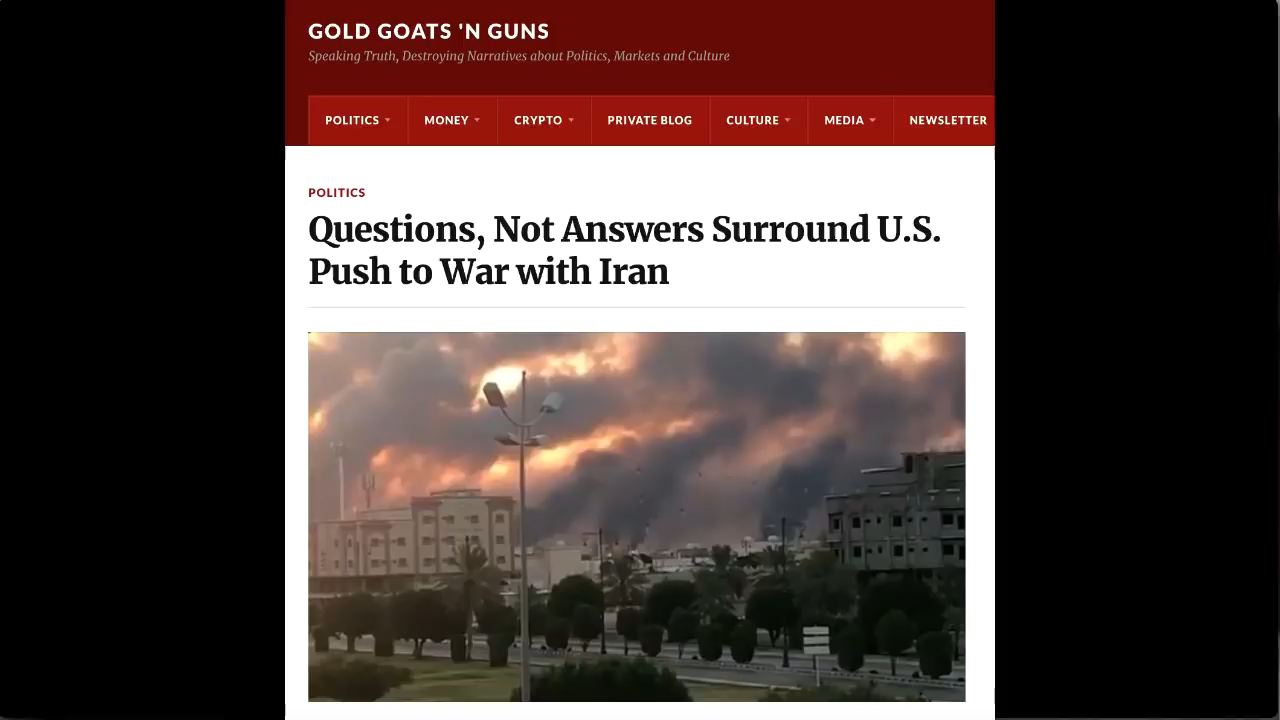 GOLD GOATS 'N GUNS
Speaking Truth, Destroying Narratives about Politics, Markets and Culture
POLITICS MONEY CRYPTO PRIVATE BLOG CULTURE MEDIA NEWSLETTER
POLITICS
Questions, Not Answers Surround U.S.
Push to War with Iran